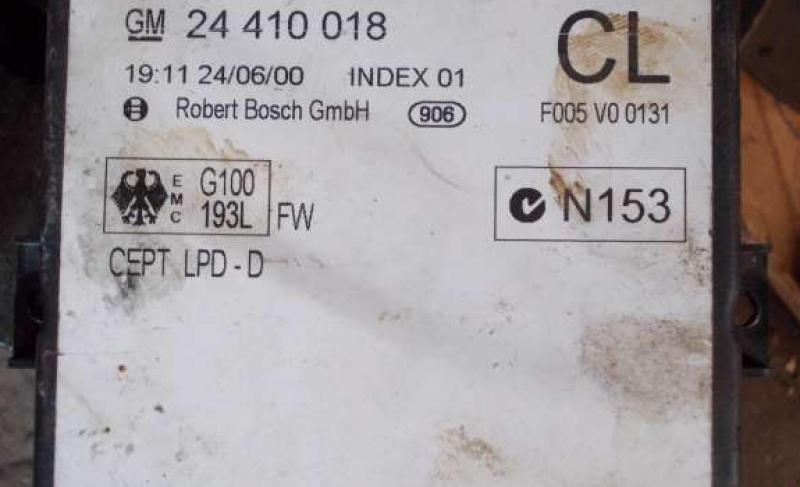 GM 24 410 018
CL
19:11 24/06/00 INDEX 01
Robert Bosch GmbH 906 F005 V0 0131
EMC G100
193L FW
N153
CEPT LPD - D